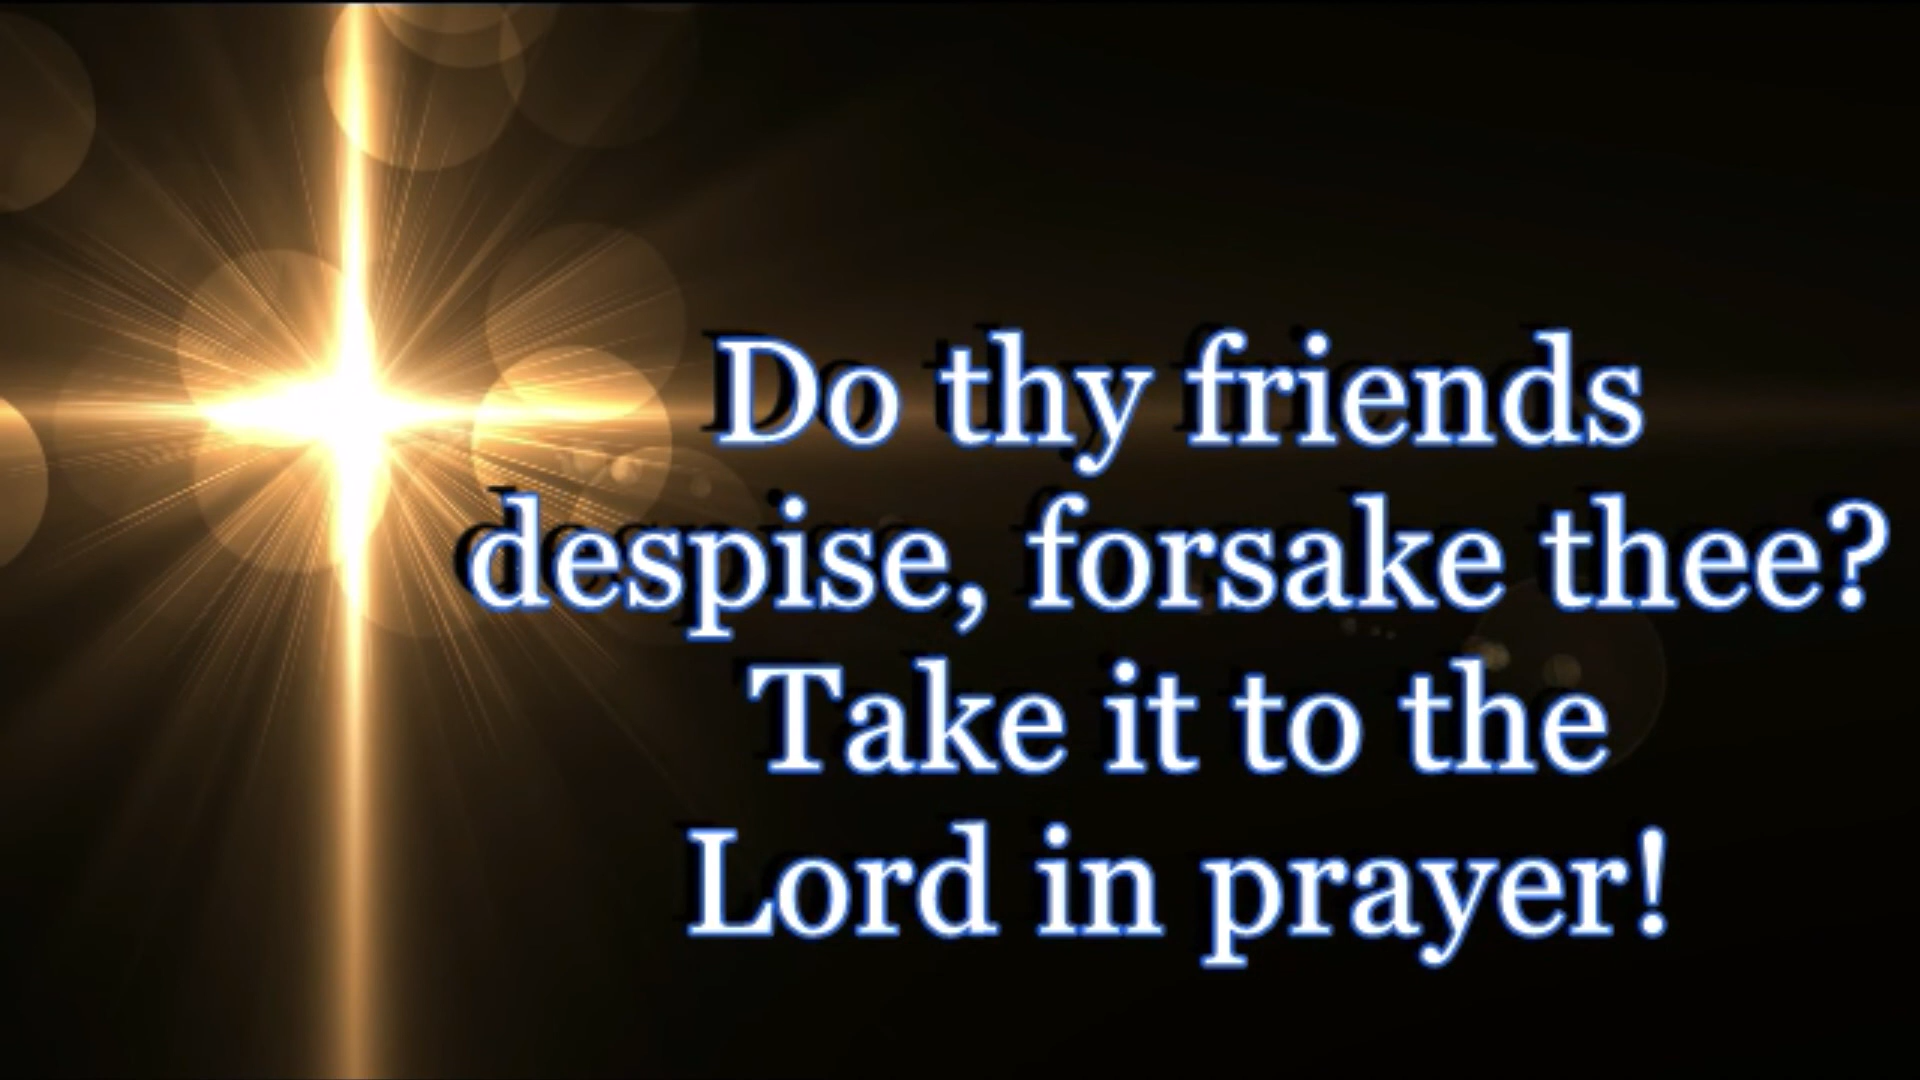 Do thy friends
despise, forsake thee?
Take it to the
Lord in prayer!